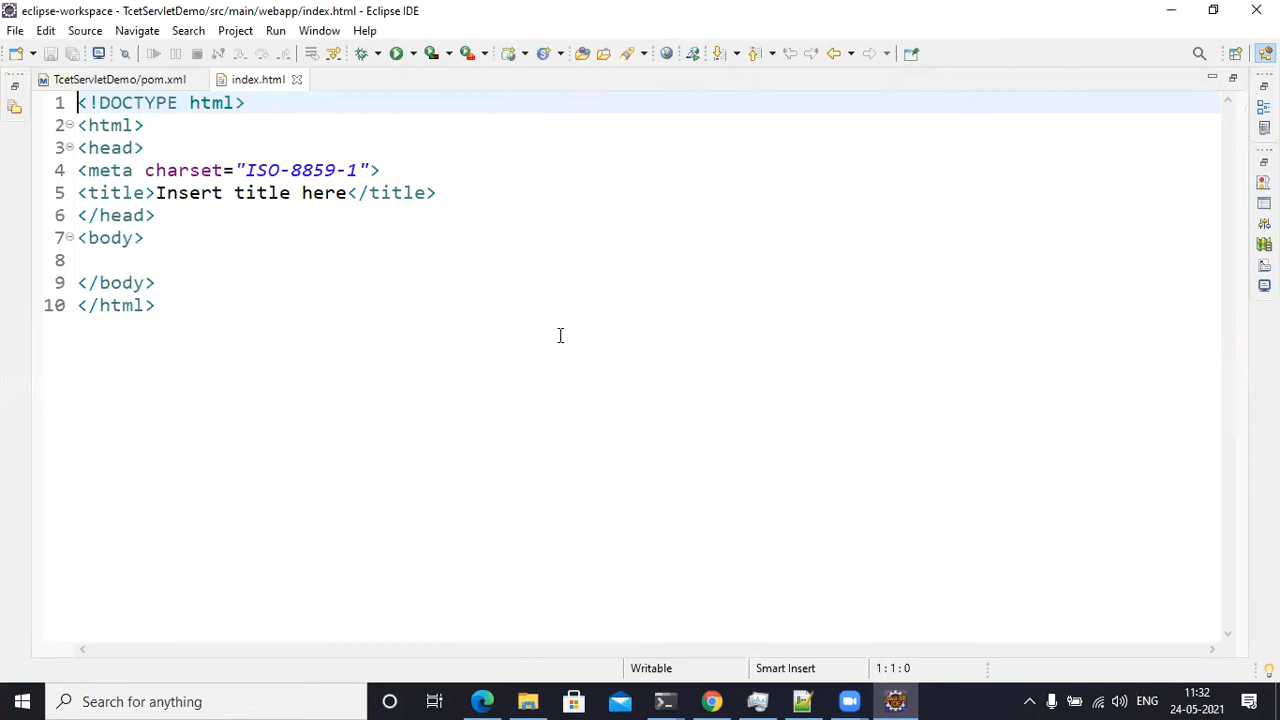 eclipse-workspace - TcetServletDemo/src/main/webapp/index.html - Eclipse IDE
File Edit Source Navigate Search Project Run Window Help
TcetServletDemo/pom.xml index.html
1 <!DOCTYPE html>
2 <html>
3 <head>
4 <meta charset="ISO-8859-1">
5 <title>Insert title here</title>
6 </head>
7 <body>
8
9 </body>
10 </html>
Writable Smart Insert 1 : 1 : 0
Search for anything
ENG
11:32
24-05-2021